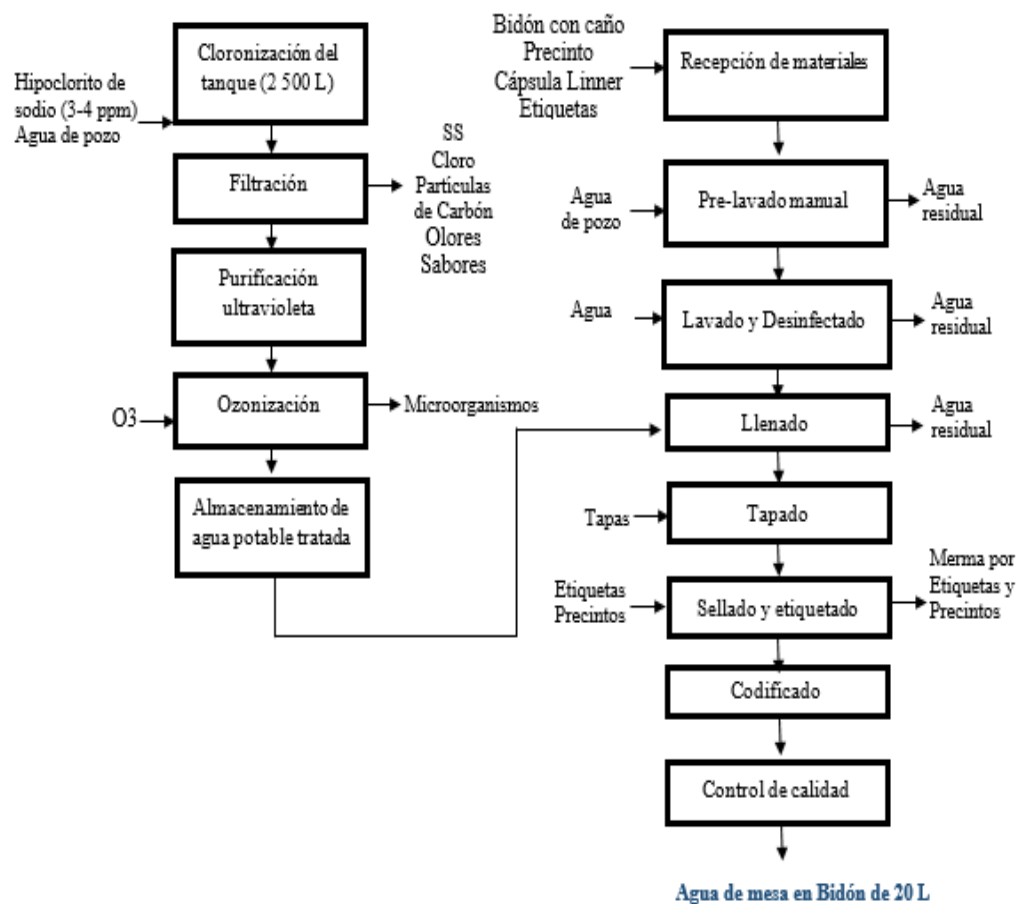 Cloronización del
tanque (2 500 L)
Hipoclorito de
sodio (3-4 ppm)
Agua de pozo
Filtración
SS
Cloro
Partículas
de Carbón
Olores
Sabores
Purificación
ultravioleta
O3
Ozonización
Microorganismos
Almacenamiento de
agua potable tratada
Bidón con caño
Precinto
Cápsula Linner
Etiquetas
Recepción de materiales
Agua
de pozo
Pre-lavado manual
Agua
residual
Agua
Lavado y Desinfectado
Agua
residual
Llenado
Agua
residual
Tapas
Tapado
Etiquetas
Precintos
Sellado y etiquetado
Merma por
Etiquetas y
Precintos
Codificado
Control de calidad
Agua de mesa en Bidón de 20 L